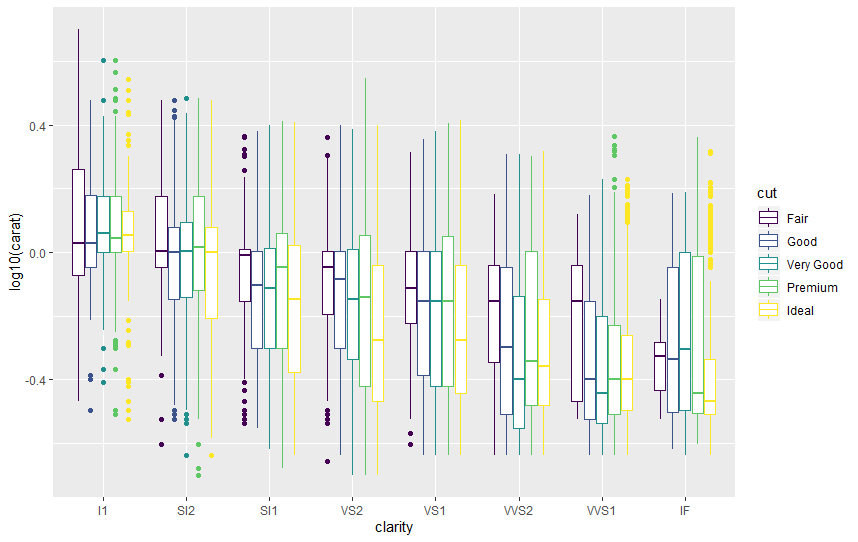 log10(carat)
0.4
0.0
-0.4
I1
SI2
SI1
VS2
VS1
VVS2
VVS1
IF
clarity
cut
Fair
Good
Very Good
Premium
Ideal